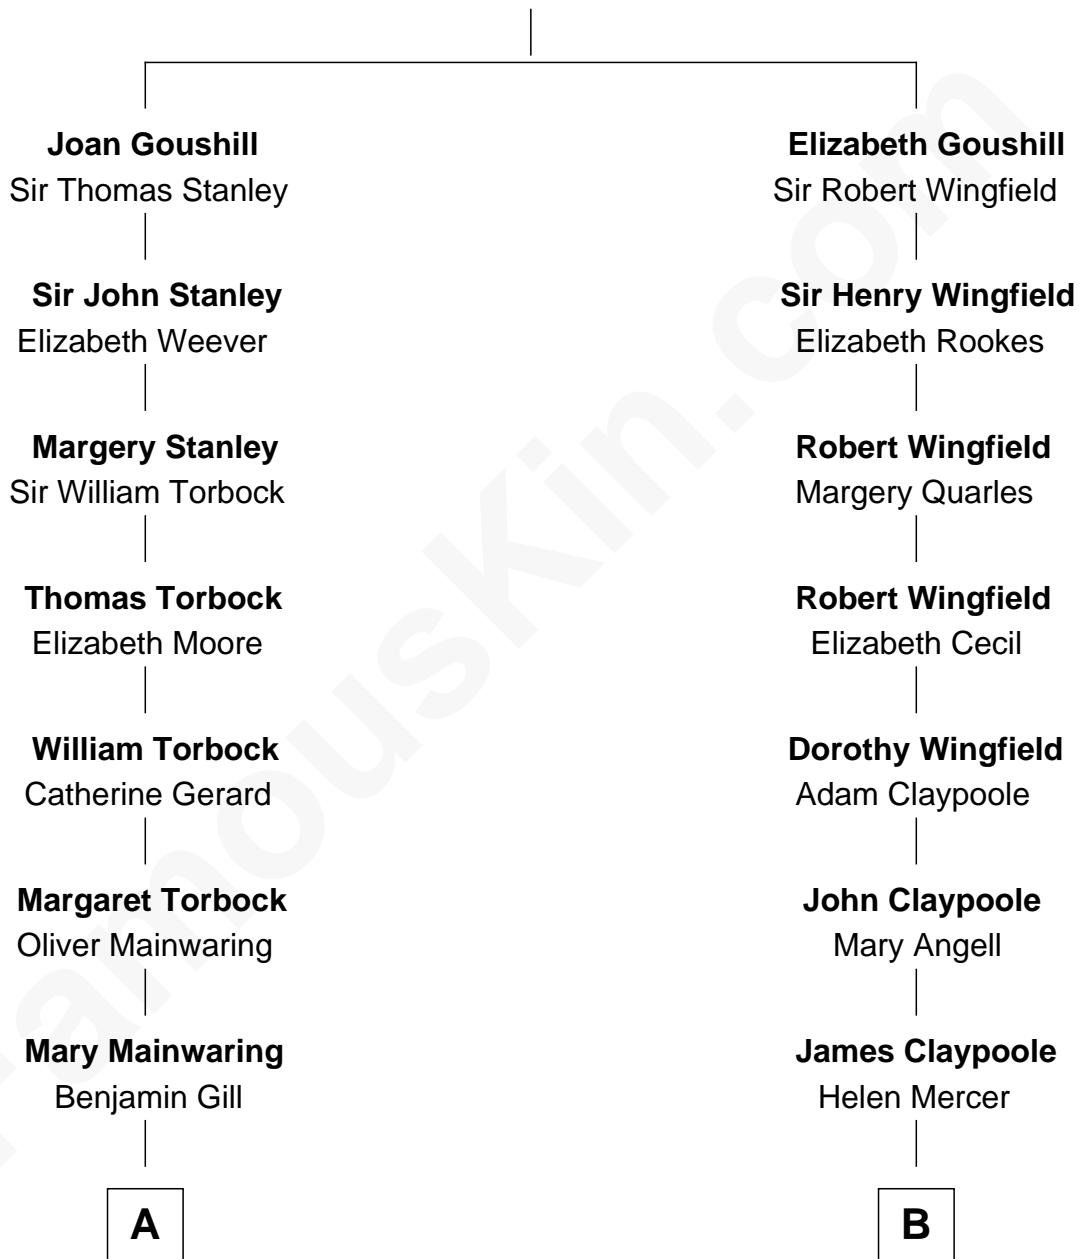 Joan Goushill
Sir Thomas Stanley
Sir John Stanley
Elizabeth Weever
Margery Stanley
Sir William Torbock
Thomas Torbock
Elizabeth Moore
William Torbock
Catherine Gerard
Margaret Torbock
Oliver Mainwaring
Mary Mainwaring
Benjamin Gill
A
Elizabeth Goushill
Sir Robert Wingfield
Sir Henry Wingfield
Elizabeth Rookes
Robert Wingfield
Margery Quarles
Robert Wingfield
Elizabeth Cecil
Dorothy Wingfield
Adam Claypoole
John Claypoole
Mary Angell
James Claypoole
Helen Mercer
B
FamousKin.com